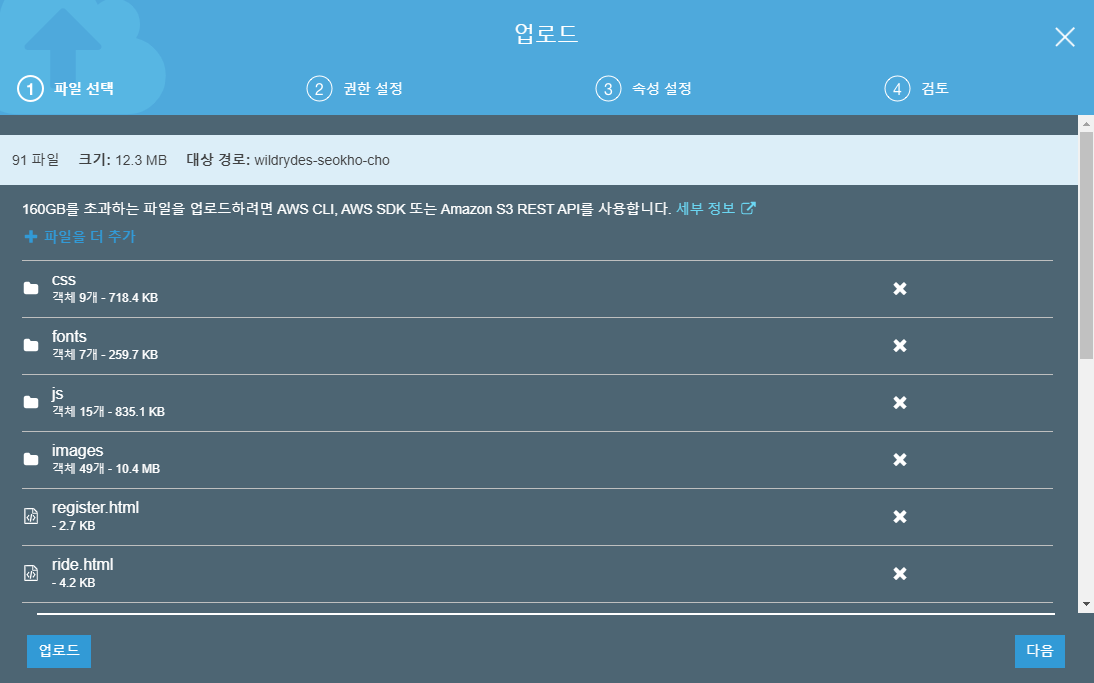 업로드
1 파일 선택 2 권한 설정 3 속성 설정 4 검토
91 파일 크기: 12.3 MB 대상 경로: wildrydes-seokho-cho
160GB를 초과하는 파일을 업로드하려면 AWS CLI, AWS SDK 또는 Amazon S3 REST API를 사용합니다. 세부 정보
파일을 더 추가
css
객체 9개 - 718.4 KB
fonts
객체 7개 - 259.7 KB
js
객체 15개 - 835.1 KB
images
객체 49개 - 10.4 MB
register.html
- 2.7 KB
ride.html
- 4.2 KB
업로드 다음